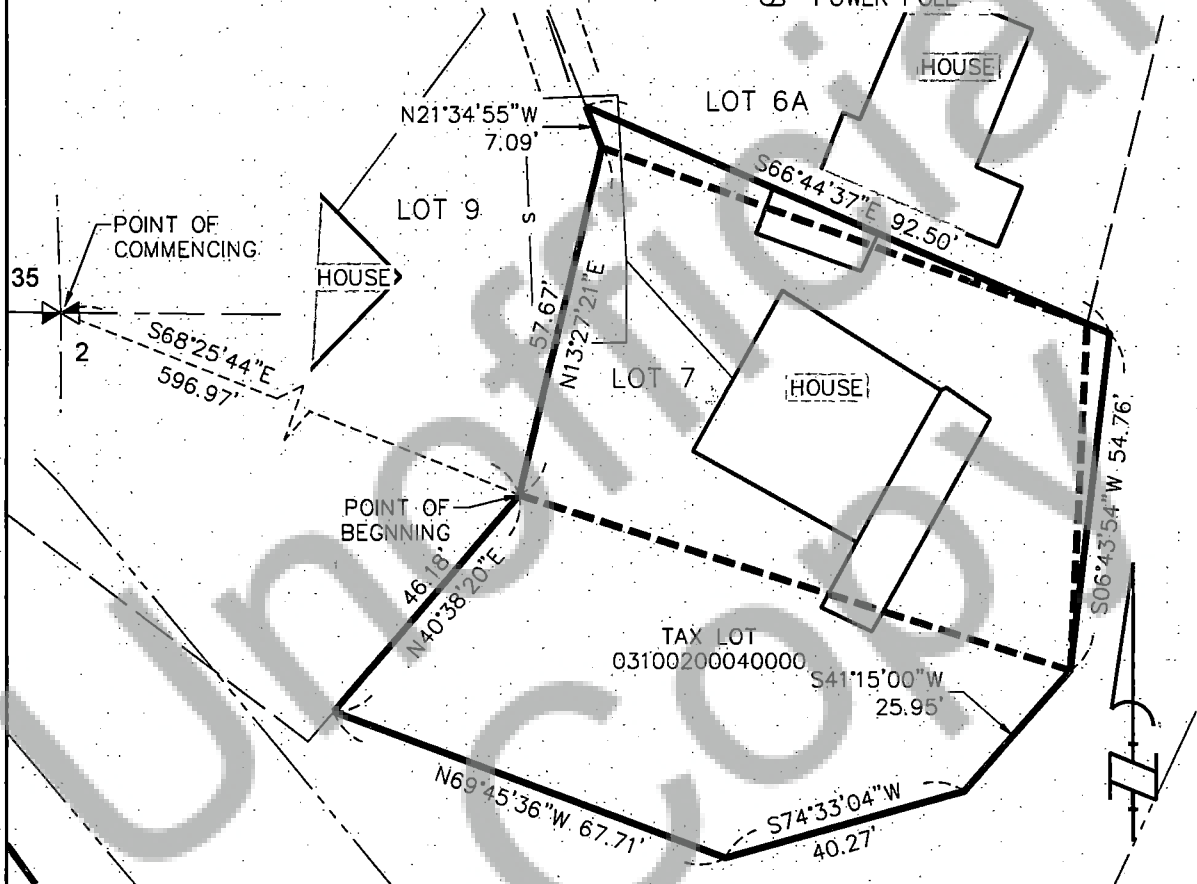 POWER POLE
HOUSE
LOT 6A
N21°34'55"W
7.09'
S66°44'37"E 92.50'
LOT 9
S
POINT OF
COMMENCING
35
HOUSE
2
S68°25'44"E
596.97'
57.67'
N13°27'21"E
LOT 7
HOUSE
S06°43'54"W 54.76'
POINT OF
BEGNNING
46.18'
N40°38'20"E
TAX LOT
03100200040000
S41°15'00"W
25.95'
N69°45'36"W 67.71'
S74°33'04"W
40.27'
Unofficial
Copy